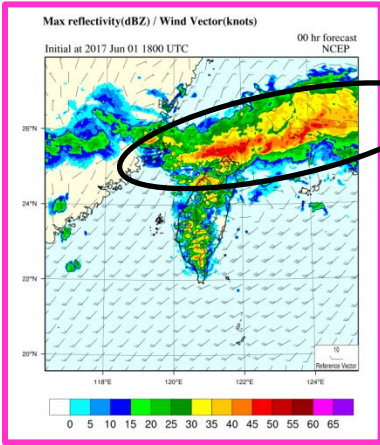 Max reflectivity(dBZ) / Wind Vector(knots)
00 hr forecast
Initial at 2017 Jun 01 1800 UTC NCEP
26°N
24°N
22°N
20°N
10
Reference Vector
118°E 120°E 122°E 124°E
0 5 10 15 20 25 30 35 40 45 50 55 60 65